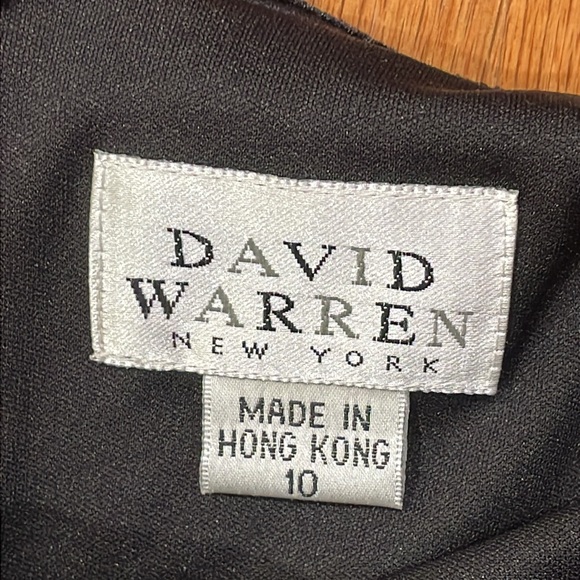 DAVID
WARREN
NEW YORK
MADE IN
HONG KONG
10